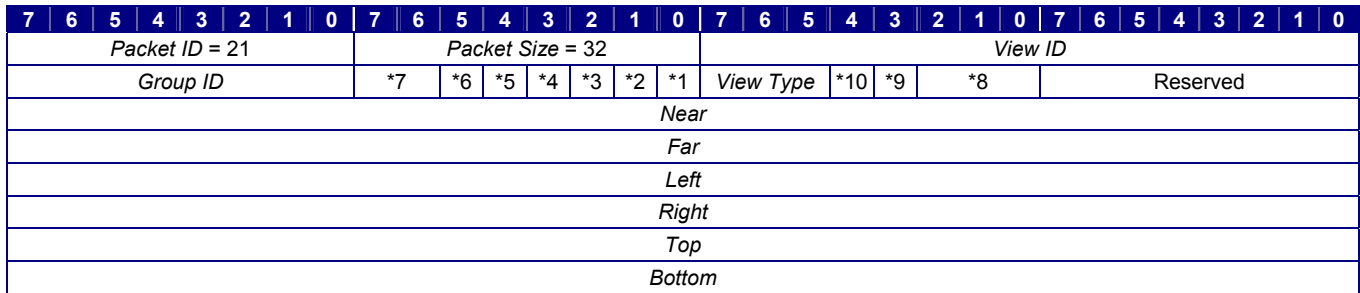 7 6 5 4 3 2 1 0 7 6 5 4 3 2 1 0 7 6 5 4 3 2 1 0 7 6 5 4 3 2 1 0
Packet ID = 21 Packet Size = 32 View ID
Group ID *7 *6 *5 *4 *3 *2 *1 View Type *10 *9 *8 Reserved
Near
Far
Left
Right
Top
Bottom